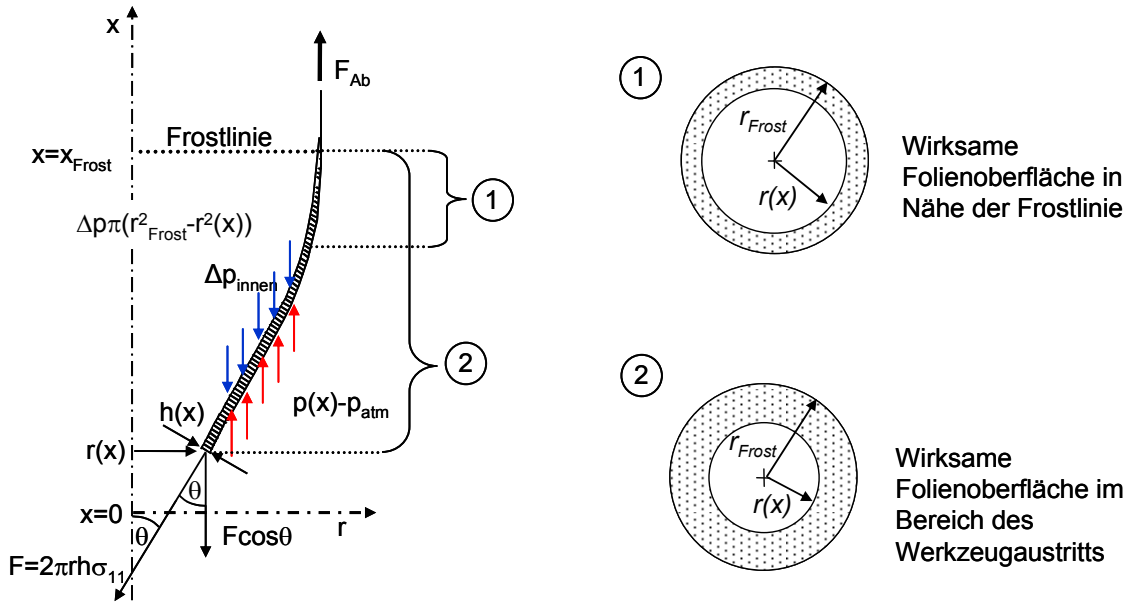 x
F_Ab
Frostlinie
x=x_Frost
1
Δpπ(r²_Frost-r²(x))
Δp_innen
2
h(x)
p(x)-p_atm
r(x)
θ
x=0
r
θ
Fcosθ
F=2πrhσ₁₁
1
r_Frost
r(x)
Wirksame
Folienoberfläche in
Nähe der Frostlinie
2
r_Frost
r(x)
Wirksame
Folienoberfläche im
Bereich des
Werkzeugaustritts